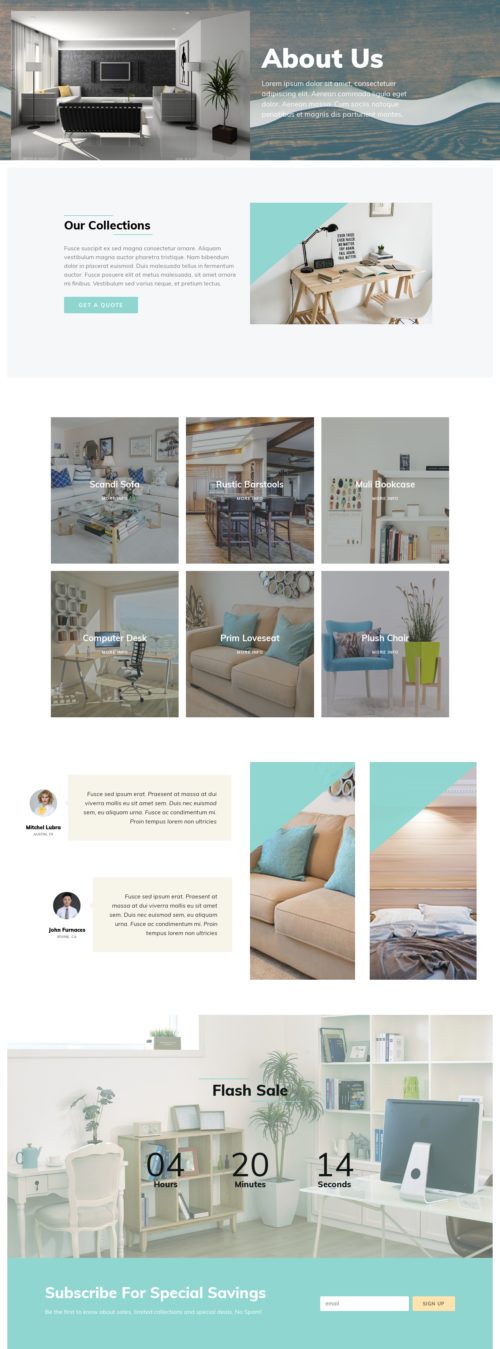 About Us
Lorem ipsum dolor sit amet, consectetuer
adipiscing elit. Aenean commodo ligula eget
dolor. Aenean massa. Cum sociis natoque
penatibus et magnis dis parturient montes.
Our Collections
Fusce suscipit ex sed magna consectetur ornare. Aliquam
vestibulum magna auctor pharetra tristique. Nam bibendum
dolor in placerat euismod. Duis malesuada tellus in fermentum
auctor. Fusce posuere elit at metus malesuada, sit amet ornare
mi finibus. Vestibulum sed varius neque, et pretium lectus.
GET A QUOTE
Scandi Sofa
MORE INFO
Rustic Barstools
MORE INFO
Muli Bookcase
MORE INFO
Computer Desk
MORE INFO
Prim Loveseat
MORE INFO
Plush Chair
MORE INFO
Fusce sed ipsum erat. Praesent at massa at dui
viverra mollis eu sit amet sem. Duis nec euismod
sem, eu aliquam urna. Fusce ac condimentum mi.
Proin tempus lorem non ultricies
Mitchel Lubra
AUSTIN, TX
Fusce sed ipsum erat. Praesent at
massa at dui viverra mollis eu sit amet
sem. Duis nec euismod sem, eu aliquam
urna. Fusce ac condimentum mi. Proin
tempus lorem non ultricies
John Furnaces
IRVINE, CA
Flash Sale
04 20 14
Hours Minutes Seconds
Subscribe For Special Savings
Be the first to know about sales, limited collections and special deals. No Spam!
email
SIGN UP